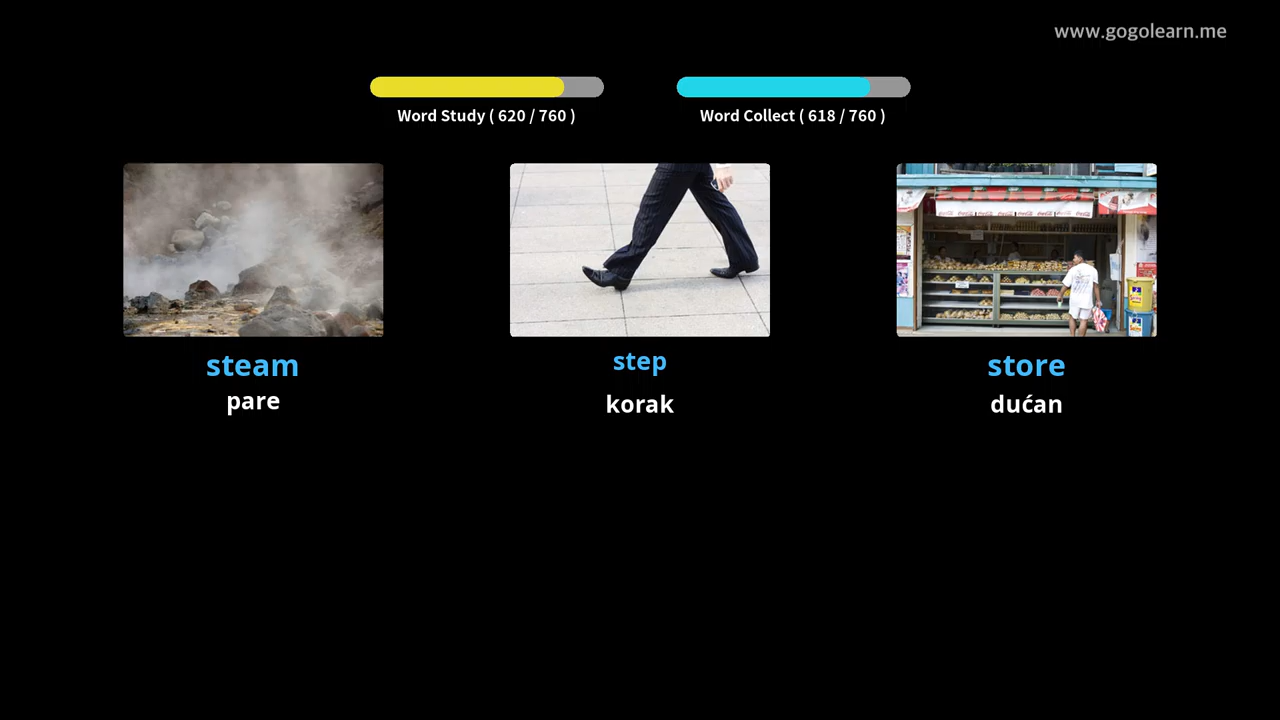 www.gogolearn.me
Word Study ( 620 / 760 )
Word Collect ( 618 / 760 )
steam
pare
step
korak
store
dućan